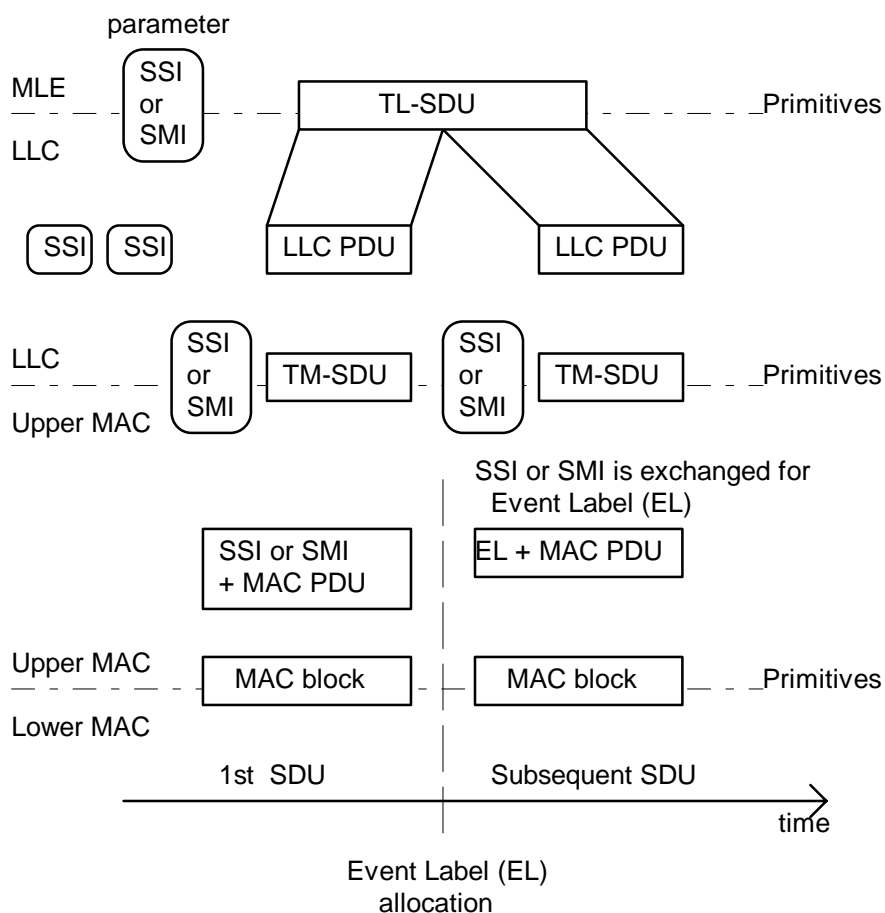 parameter
SSI
or
SMI
MLE
TL-SDU
Primitives
LLC
SSI
SSI
LLC PDU
LLC PDU
SSI
or
SMI
SSI
or
SMI
LLC
TM-SDU
TM-SDU
Primitives
Upper MAC
SSI or SMI is exchanged for
Event Label (EL)
SSI or SMI
+ MAC PDU
EL + MAC PDU
Upper MAC
MAC block
MAC block
Primitives
Lower MAC
1st SDU
Subsequent SDU
time
Event Label (EL)
allocation